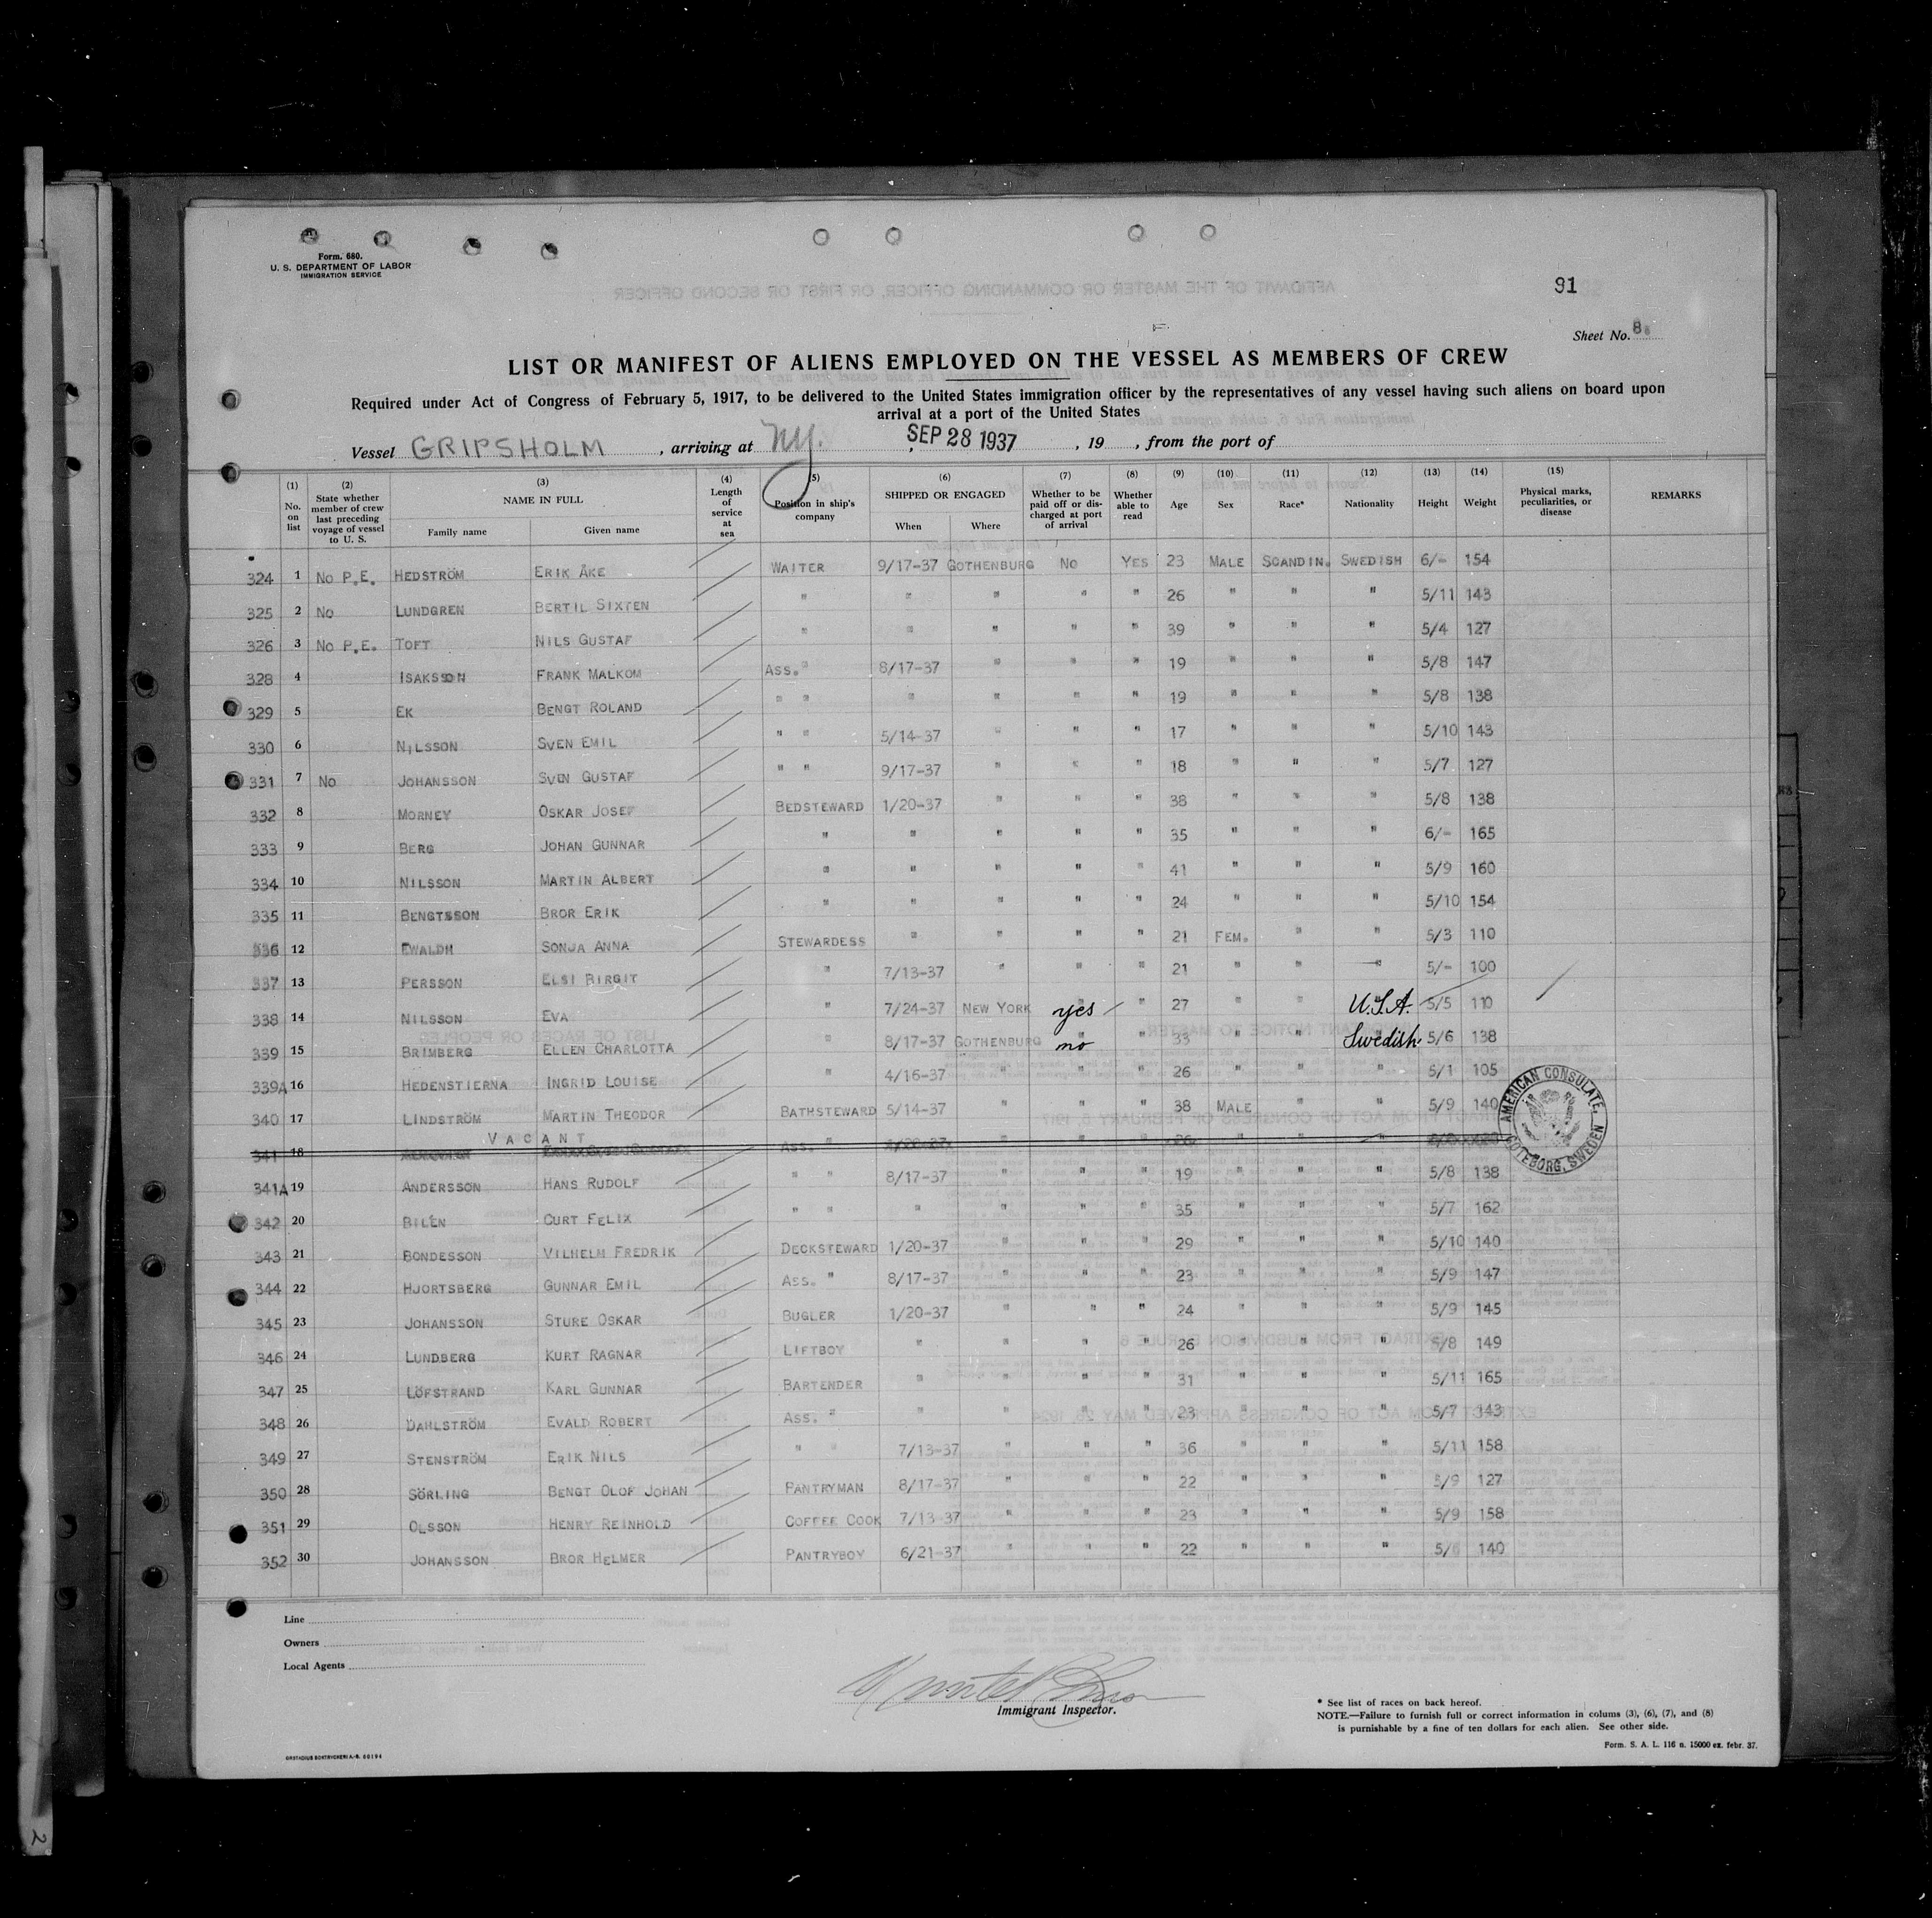 Form. 680.
U. S. DEPARTMENT OF LABOR
IMMIGRATION SERVICE
91
Sheet No. 8
LIST OR MANIFEST OF ALIENS EMPLOYED ON THE VESSEL AS MEMBERS OF CREW
Required under Act of Congress of February 5, 1917, to be delivered to the United States immigration officer by the representatives of any vessel having such aliens on board upon
arrival at a port of the United States
Vessel GRIPSHOLM, arriving at NY. SEP 28 1937, 19 , from the port of
(1) No. on list (2) State whether member of crew last preceding voyage of vessel to U. S. (3) NAME IN FULL Family name Given name (4) Length of service at sea (5) Position in ship's company (6) SHIPPED OR ENGAGED When Where (7) Whether to be paid off or discharged at port of arrival (8) Whether able to read (9) Age (10) Sex (11) Race* (12) Nationality (13) Height (14) Weight (15) Physical marks, peculiarities, or disease REMARKS
324 1 No P.E. HEDSTRÖM ERIK ÅKE WAITER 9/17-37 GOTHENBURG No YES 23 MALE SCANDIN. SWEDISH 6/- 154
325 2 No LUNDGREN BERTIL SIXTEN " " " " " 26 " " " 5/11 143
326 3 No P.E. TOFT NILS GUSTAF " " " " " 39 " " " 5/4 127
328 4 ISAKSSON FRANK MALKOM Ass. " 8/17-37 " " " 19 " " " 5/8 147
329 5 EK BENGT ROLAND " " " " " " 19 " " " 5/8 138
330 6 NILSSON SVEN EMIL " " 5/14-37 " " " 17 " " " 5/10 143
331 7 No JOHANSSON SVEN GUSTAF " " 9/17-37 " " " 18 " " " 5/7 127
332 8 MORNEY OSKAR JOSEF BEDSTEWARD 1/20-37 " " " 38 " " " 5/8 138
333 9 BERG JOHAN GUNNAR " " " " " 35 " " " 6/- 165
334 10 NILSSON MARTIN ALBERT " " " " " 41 " " " 5/9 160
335 11 BENGTSSON BROR ERIK " " " " " 24 " " " 5/10 154
336 12 EWALDH SONJA ANNA STEWARDESS " " " " 21 FEM. " " 5/3 110
337 13 PERSSON ELSI BIRGIT " 7/13-37 " " " 21 " " " 5/- 100
338 14 NILSSON EVA " 7/24-37 NEW YORK yes " 27 " " U.S.A. 5/5 110
339 15 BRIMBERG ELLEN CHARLOTTA " 8/17-37 GOTHENBURG no " 33 " " Swedish 5/6 138
339A 16 HEDENSTIERNA INGRID LOUISE " 4/16-37 " " " 26 " " " 5/1 105
340 17 LINDSTRÖM MARTIN THEODOR BATHSTEWARD 5/14-37 " " " 38 MALE " " 5/9 140
341 18 VACANT Ass. "
341A 19 ANDERSSON HANS RUDOLF " " 8/17-37 " " " 19 " " " 5/8 138
342 20 BILÉN CURT FELIX " " " " " " 35 " " " 5/7 162
343 21 BONDESSON VILHELM FREDRIK DECKSTEWARD 1/20-37 " " " 29 " " " 5/10 140
344 22 HJORTSBERG GUNNAR EMIL Ass. " 8/17-37 " " " 23 " " " 5/9 147
345 23 JOHANSSON STURE OSKAR BUGLER 1/20-37 " " " 24 " " " 5/9 145
346 24 LUNDBERG KURT RAGNAR LIFTBOY " " " " 26 " " " 5/8 149
347 25 LÖFSTRAND KARL GUNNAR BARTENDER " " " " 31 " " " 5/11 165
348 26 DAHLSTRÖM EVALD ROBERT Ass. " " " " " 23 " " " 5/7 143
349 27 STENSTRÖM ERIK NILS " " 7/13-37 " " " 36 " " " 5/11 158
350 28 SÖRLING BENGT OLOF JOHAN PANTRYMAN 8/17-37 " " " 22 " " " 5/9 127
351 29 OLSSON HENRY REINHOLD COFFEE COOK 7/13-37 " " " 23 " " " 5/9 158
352 30 JOHANSSON BROR HELMER PANTRYBOY 6/21-37 " " " 22 " " " 5/6 140
AMERICAN CONSULATE, GÖTEBORG, SWEDEN
Line
Owners
Local Agents
Immigrant Inspector.
* See list of races on back hereof.
NOTE.—Failure to furnish full or correct information in colums (3), (6), (7), and (8)
is purnishable by a fine of ten dollars for each alien. See other side.
Form. S. A. L. 116 n. 15000 ex. febr. 37.